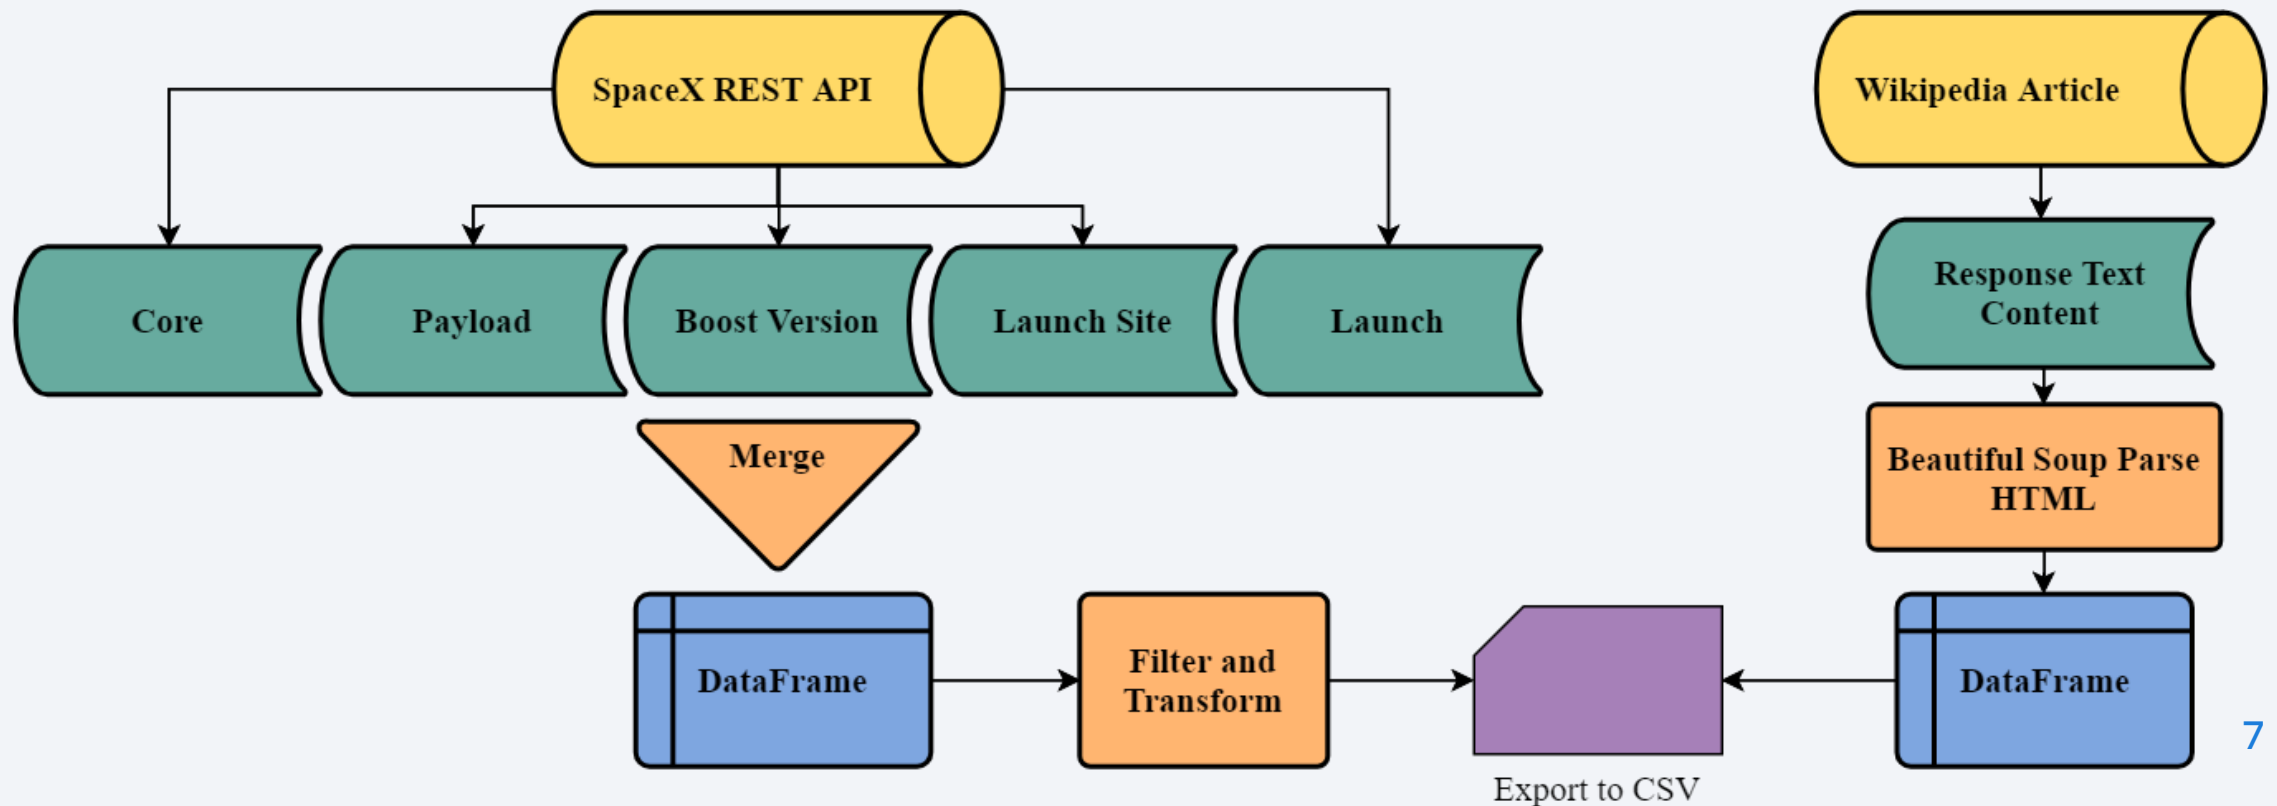 SpaceX REST API
Wikipedia Article
Core
Payload
Boost Version
Launch Site
Launch
Response Text
Content
Merge
Beautiful Soup Parse
HTML
DataFrame
Filter and
Transform
DataFrame
Export to CSV
7